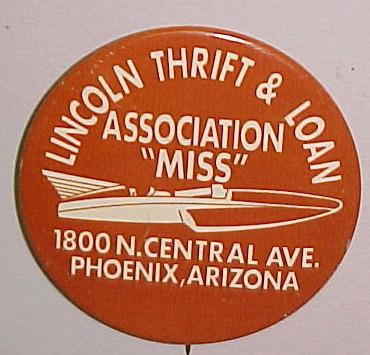 LINCOLN THRIFT & LOAN
ASSOCIATION
"MISS"
1800 N. CENTRAL AVE.
PHOENIX, ARIZONA